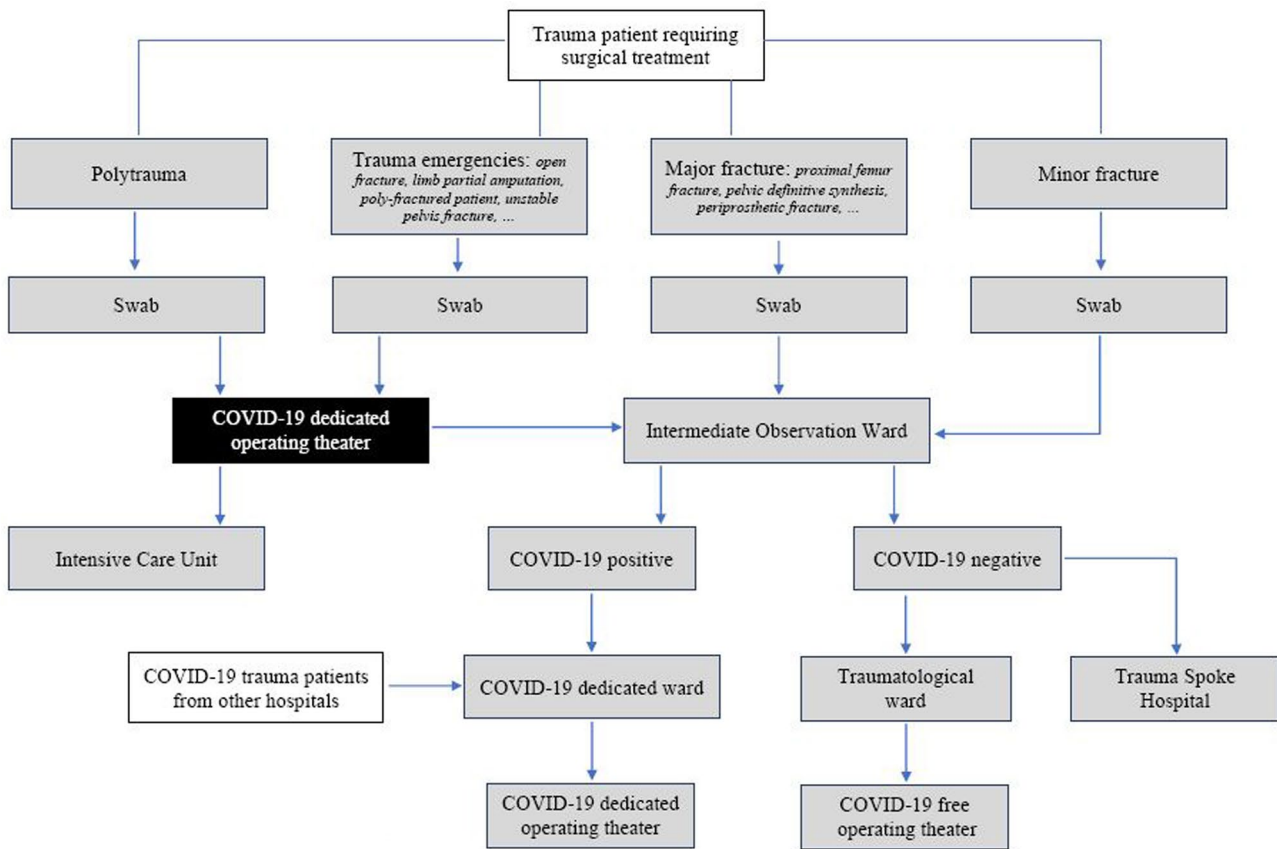 Trauma patient requiring
surgical treatment
Polytrauma
Trauma emergencies: open
fracture, limb partial amputation,
poly-fractured patient, unstable
pelvis fracture, ...
Major fracture: proximal femur
fracture, pelvic definitive synthesis,
periprosthetic fracture, ...
Minor fracture
Swab
Swab
Swab
Swab
COVID-19 dedicated
operating theater
Intermediate Observation Ward
Intensive Care Unit
COVID-19 positive
COVID-19 negative
COVID-19 trauma patients
from other hospitals
COVID-19 dedicated ward
Traumatological
ward
Trauma Spoke
Hospital
COVID-19 dedicated
operating theater
COVID-19 free
operating theater